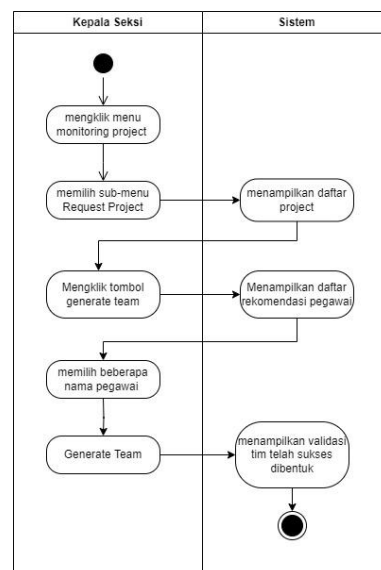 Kepala Seksi
Sistem
mengklik menu
monitoring project
memilih sub-menu
Request Project
menampilkan daftar
project
Mengklik tombol
generate team
Menampilkan daftar
rekomendasi pegawai
memilih beberapa
nama pegawai
Generate Team
menampilkan validasi
tim telah sukses
dibentuk